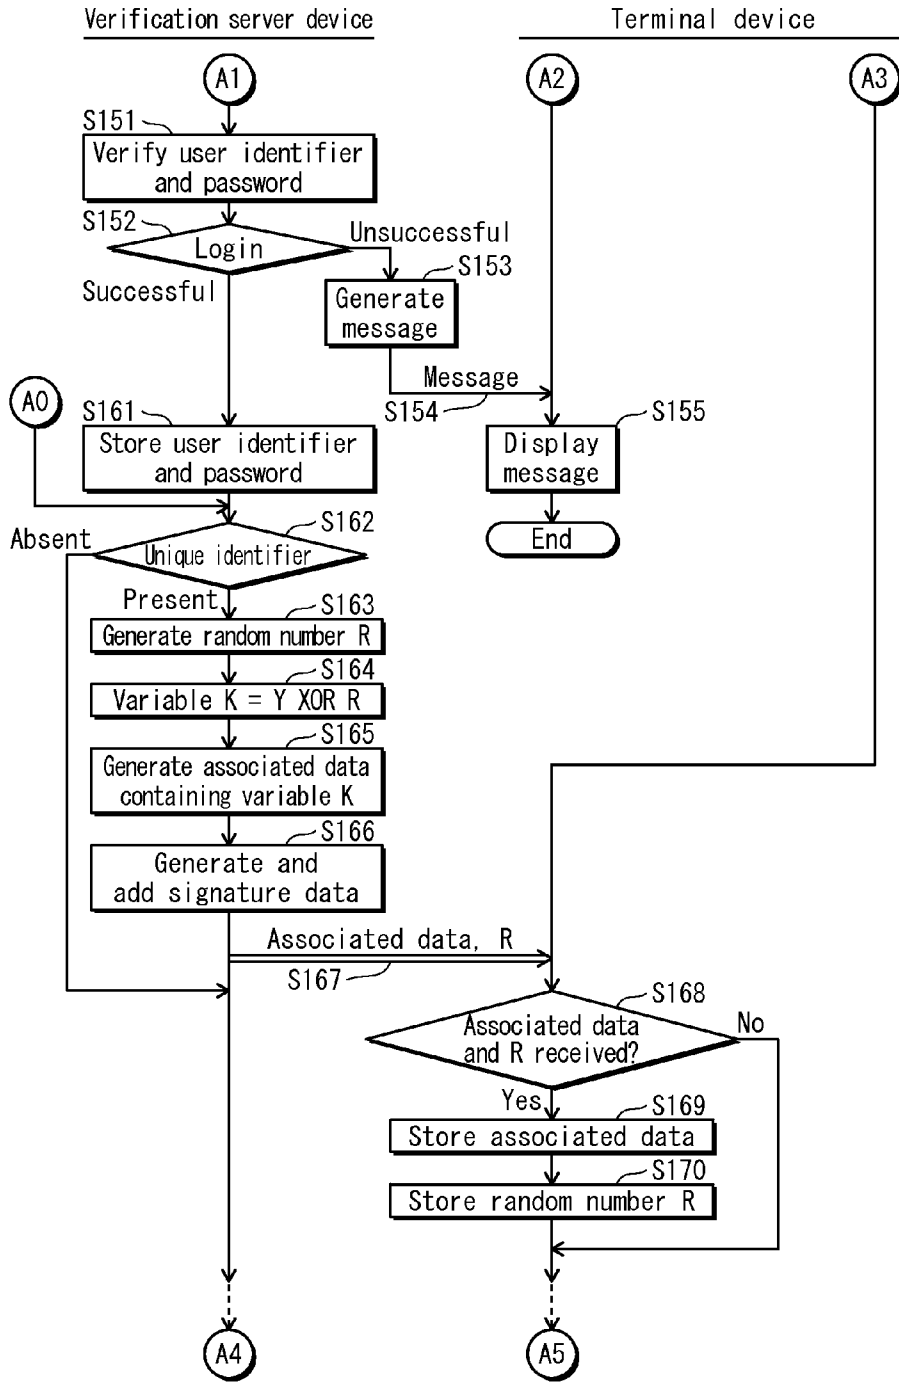 Verification server device
Terminal device
A1
A2
A3
S151
Verify user identifier
and password
S152
Login
Unsuccessful
Successful
S153
Generate
message
Message
S154
A0
S161
Store user identifier
and password
S155
Display
message
End
S162
Absent
Unique identifier
Present
S163
Generate random number R
S164
Variable K = Y XOR R
S165
Generate associated data
containing variable K
S166
Generate and
add signature data
Associated data, R
S167
S168
Associated data
and R received?
No
Yes
S169
Store associated data
S170
Store random number R
A4
A5